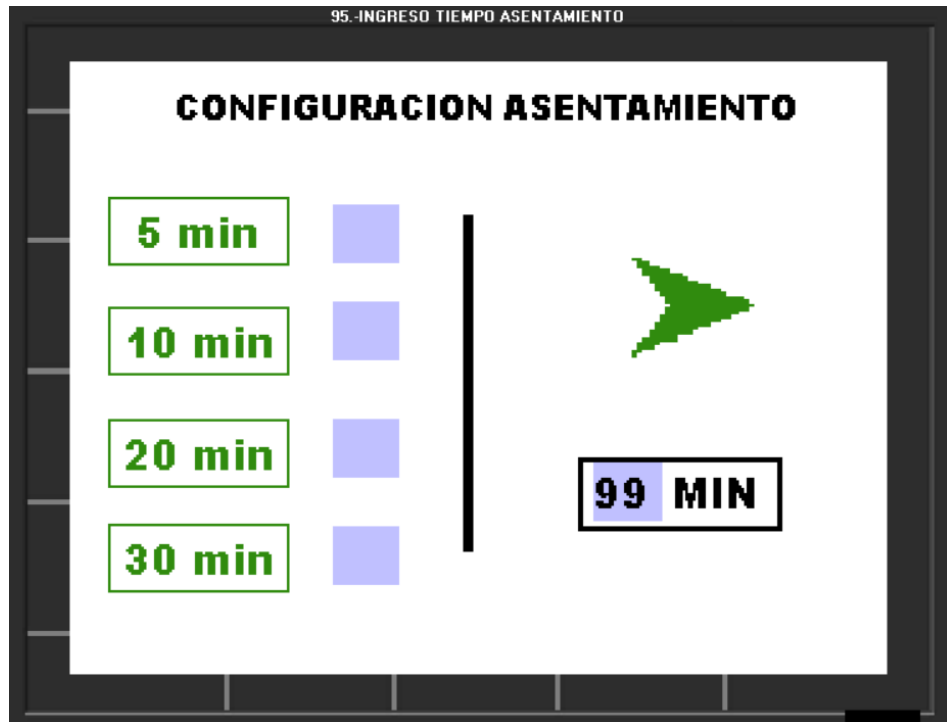 95.-INGRESO TIEMPO ASENTAMIENTO
CONFIGURACION ASENTAMIENTO
5 min
10 min
20 min
30 min
99 MIN